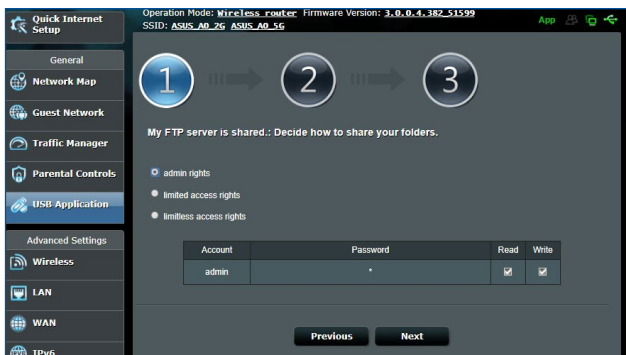 Quick Internet Setup
Operation Mode: Wireless router Firmware Version: 3.0.0.4.382_51599
SSID: ASUS_A0_2G ASUS_A0_5G
App
General
Network Map
Guest Network
Traffic Manager
Parental Controls
USB Application
Advanced Settings
Wireless
LAN
WAN
IPv6
1 2 3
My FTP server is shared.: Decide how to share your folders.
admin rights
limited access rights
limitless access rights
Account Password Read Write
admin *
Previous Next